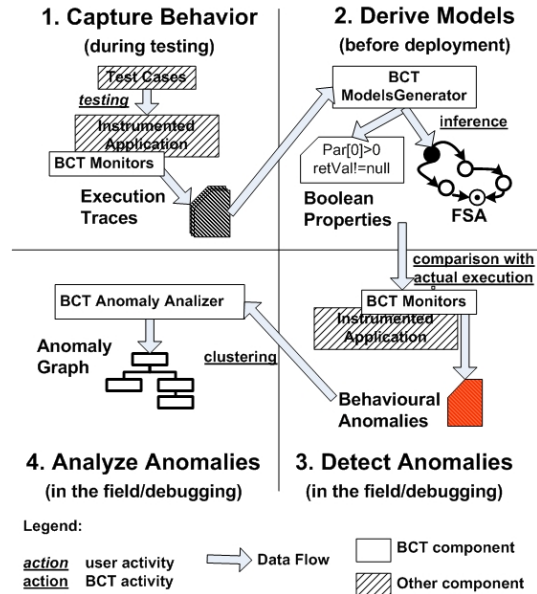 1. Capture Behavior
(during testing)
Test Cases
testing
Instrumented
Application
BCT Monitors
Execution
Traces
2. Derive Models
(before deployment)
BCT
ModelsGenerator
inference
Par[0]>0
retVal!=null
Boolean
Properties
FSA
comparison with
actual execution
BCT Monitors
Instrumented
Application
Behavioural
Anomalies
3. Detect Anomalies
(in the field/debugging)
BCT Anomaly Analizer
Anomaly
Graph
clustering
4. Analyze Anomalies
(in the field/debugging)
Legend:
action user activity
action BCT activity
Data Flow
BCT component
Other component